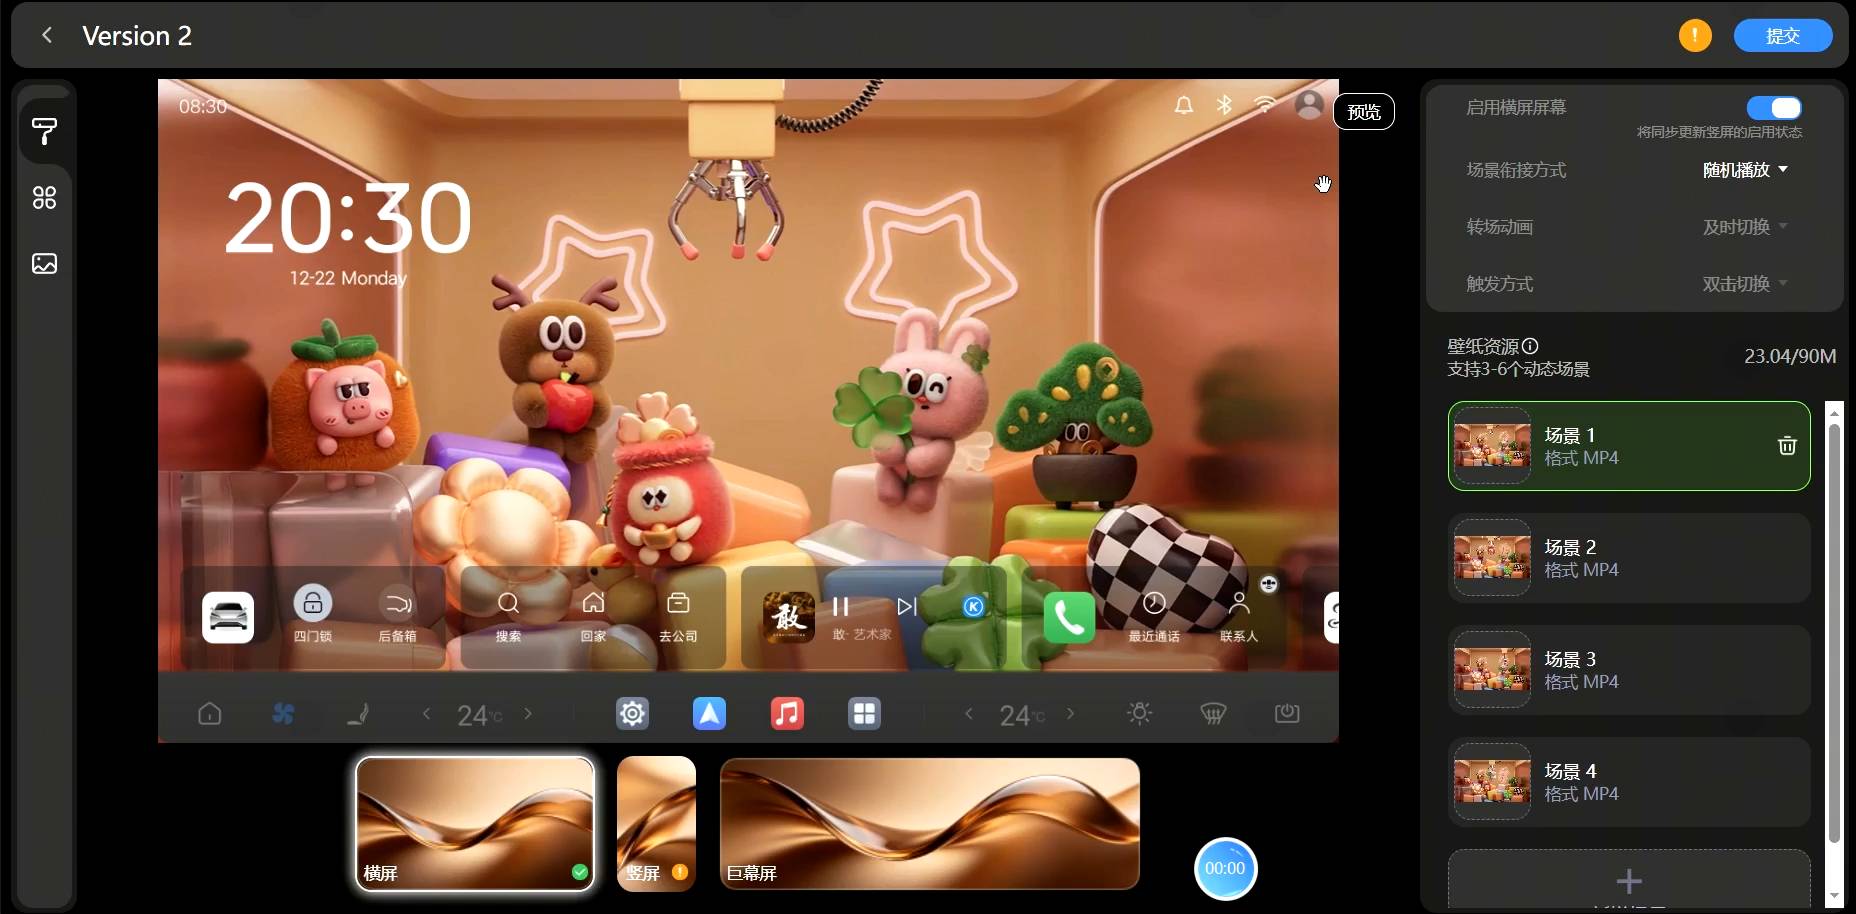 Version 2
!
提交
08:30
预览
20:30
12-22 Monday
启用横屏屏幕
将同步更新竖屏的启用状态
场景衔接方式
随机播放
转场动画
及时切换
触发方式
双击切换
壁纸资源
支持3-6个动态场景
23.04/90M
场景 1
格式 MP4
场景 2
格式 MP4
场景 3
格式 MP4
场景 4
格式 MP4
四门锁
后备箱
搜索
回家
去公司
敢
敢- 艺术家
K
最近通话
联系人
24°C
24°C
横屏
竖屏
!
巨幕屏
00:00